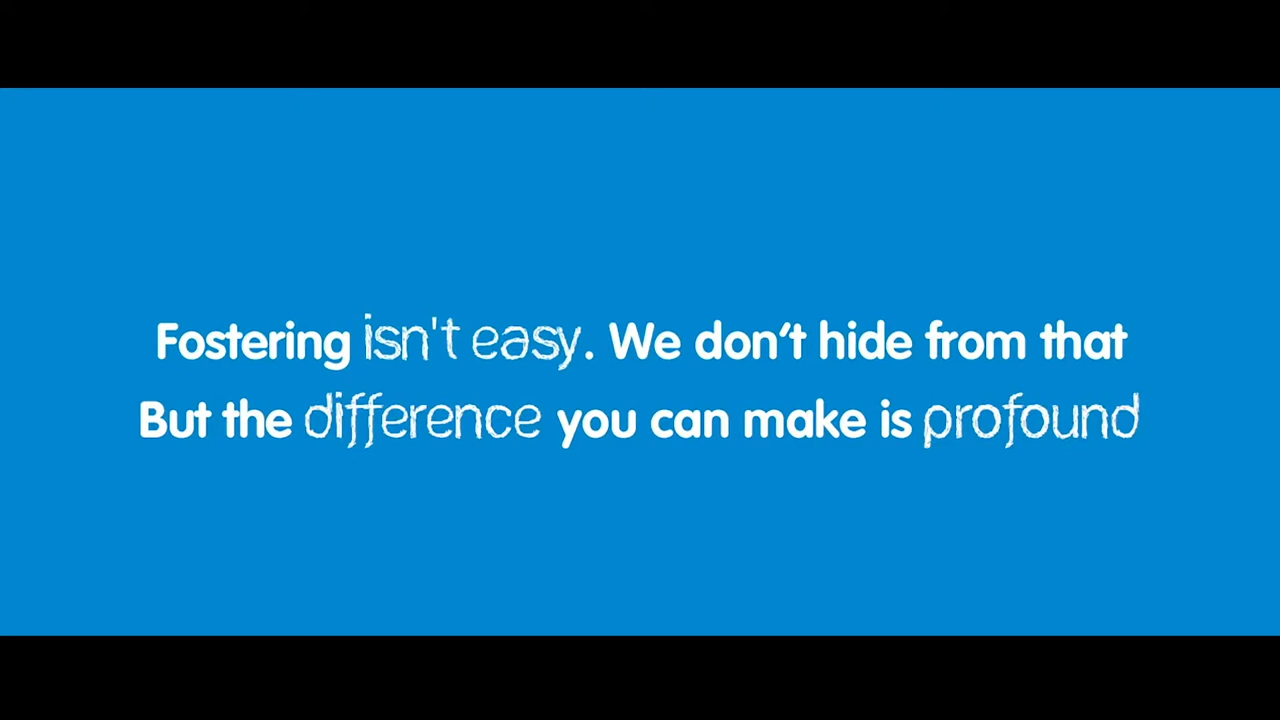 Fostering isn't easy. We don’t hide from that
But the difference you can make is profound